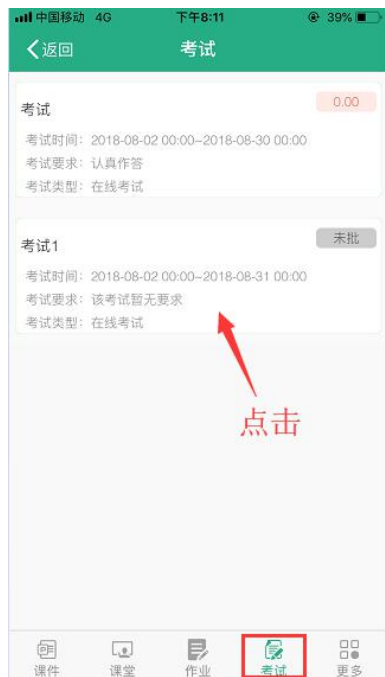 中国移动 4G 下午8:11 39%
返回 考试
考试 0.00
考试时间：2018-08-02 00:00~2018-08-30 00:00
考试要求：认真作答
考试类型：在线考试
考试1 未批
考试时间：2018-08-02 00:00~2018-08-31 00:00
考试要求：该考试暂无要求
考试类型：在线考试
点击
课件 课堂 作业 考试 更多